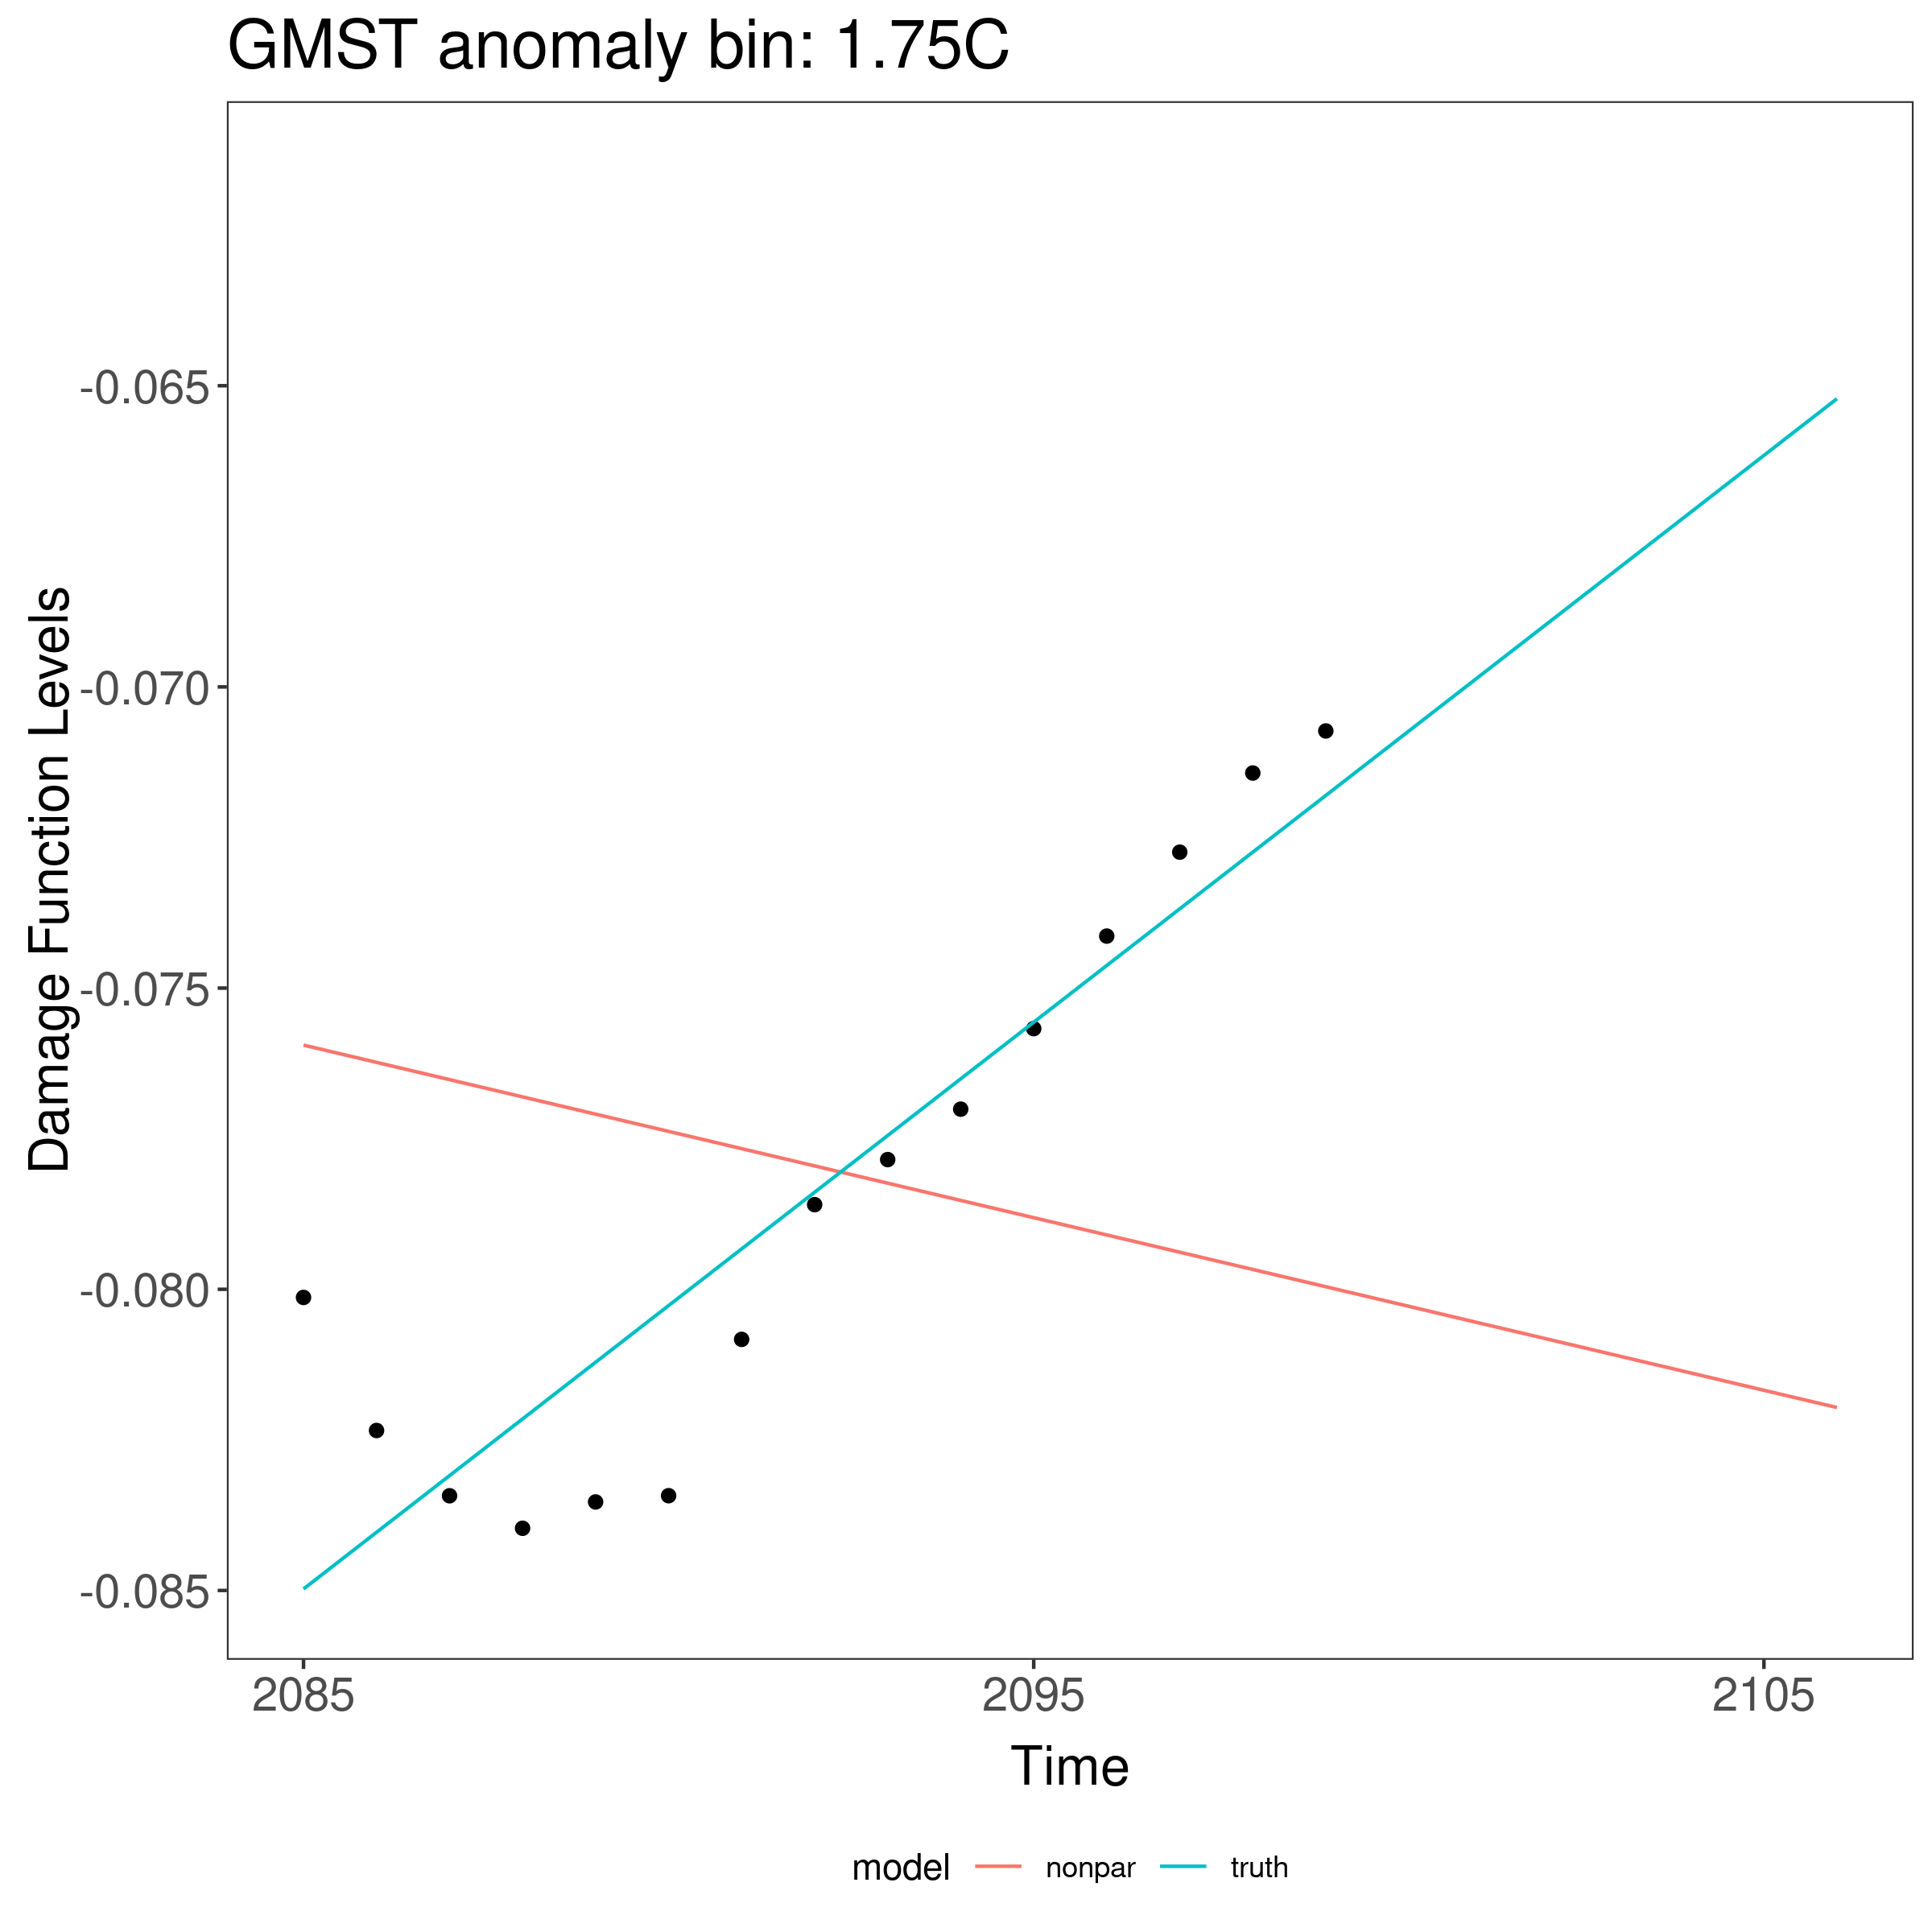 GMST anomaly bin: 1.75C
Damage Function Levels
-0.065
-0.070
-0.075
-0.080
-0.085
2085 2095 2105
Time
model nonpar truth